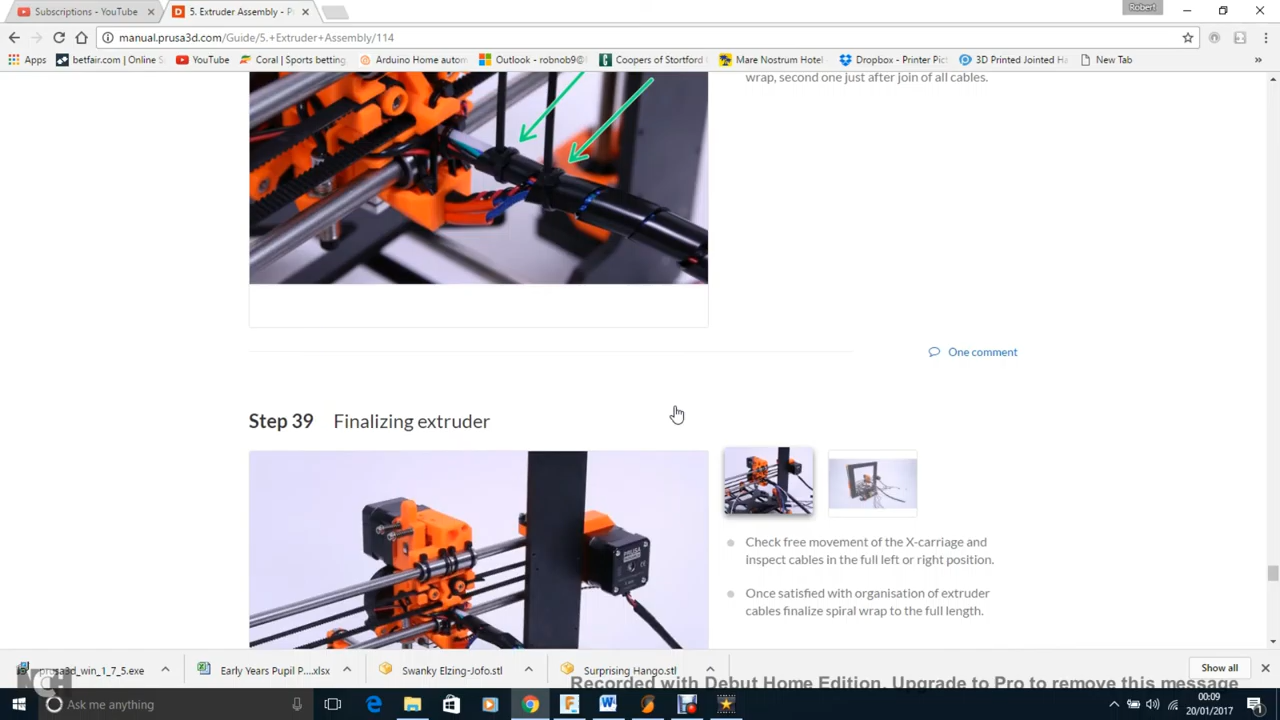 Subscriptions - YouTube
5. Extruder Assembly - P
Robert
manual.prusa3d.com/Guide/5.+Extruder+Assembly/114
Apps
betfair.com | Online S
YouTube
Coral | Sports betting
Arduino Home autom
Outlook - robnob9@
Coopers of Stortford
Mare Nostrum Hotel
Dropbox - Printer Pict
3D Printed Jointed Ha
New Tab
wrap, second one just after join of all cables.
One comment
Step 39 Finalizing extruder
Check free movement of the X-carriage and
inspect cables in the full left or right position.
Once satisfied with organisation of extruder
cables finalize spiral wrap to the full length.
prusa3d_win_1_7_5.exe
Early Years Pupil P....xlsx
Swanky Elzing-Jofo.stl
Surprising Hango.stl
Show all
Recorded with Debut Home Edition. Upgrade to Pro to remove this message
Ask me anything
00:09
20/01/2017